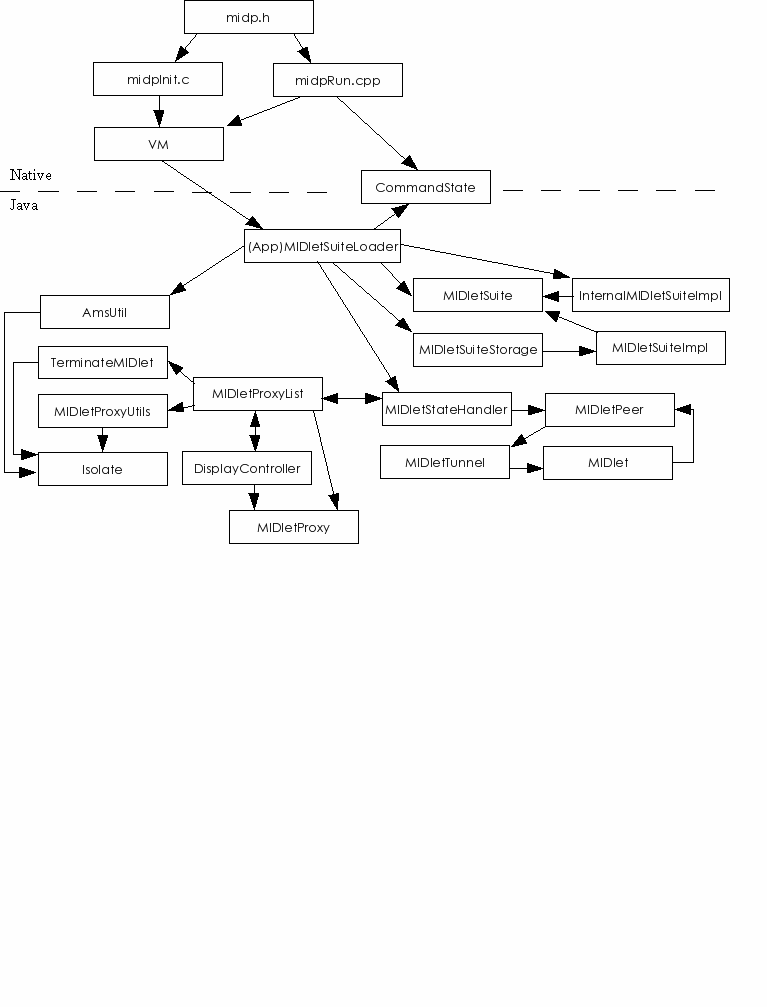 midp.h
midpInit.c
midpRun.cpp
VM
Native
CommandState
Java
(App)MIDletSuiteLoader
MIDletSuite
InternalMIDletSuiteImpl
AmsUtil
MIDletSuiteStorage
MIDletSuiteImpl
TerminateMIDlet
MIDletProxyList
MIDletProxyUtils
MIDletStateHandler
MIDletPeer
Isolate
DisplayController
MIDletTunnel
MIDlet
MIDletProxy